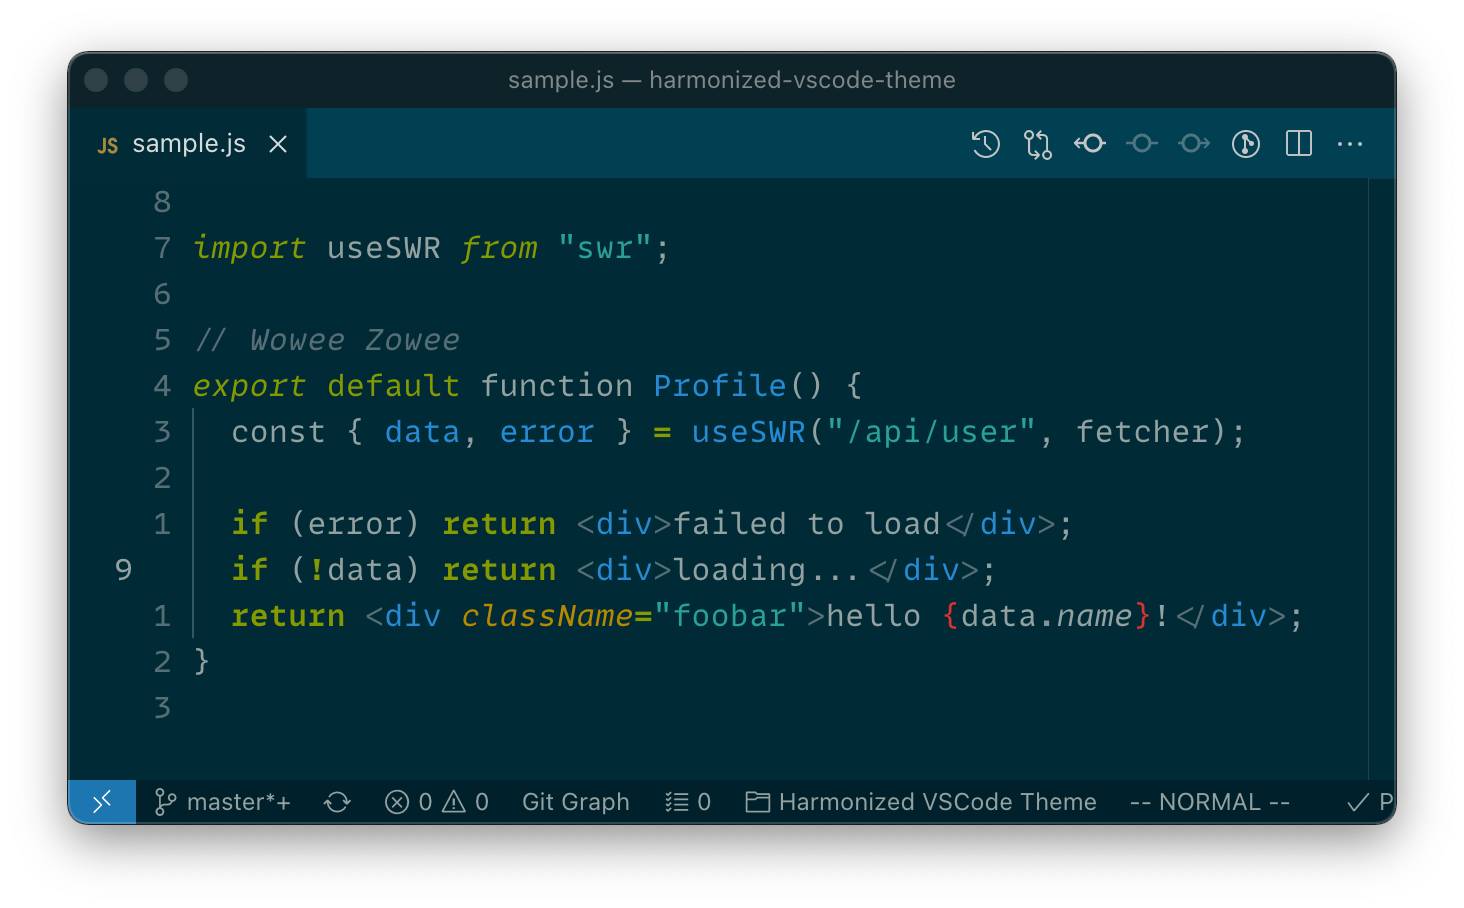 sample.js — harmonized-vscode-theme
JS sample.js
8
7 import useSWR from "swr";
6
5 // Wowee Zowee
4 export default function Profile() {
3   const { data, error } = useSWR("/api/user", fetcher);
2
1   if (error) return <div>failed to load</div>;
9   if (!data) return <div>loading...</div>;
1   return <div className="foobar">hello {data.name}!</div>;
2 }
3
master*+ 0 0 Git Graph 0 Harmonized VSCode Theme -- NORMAL -- P